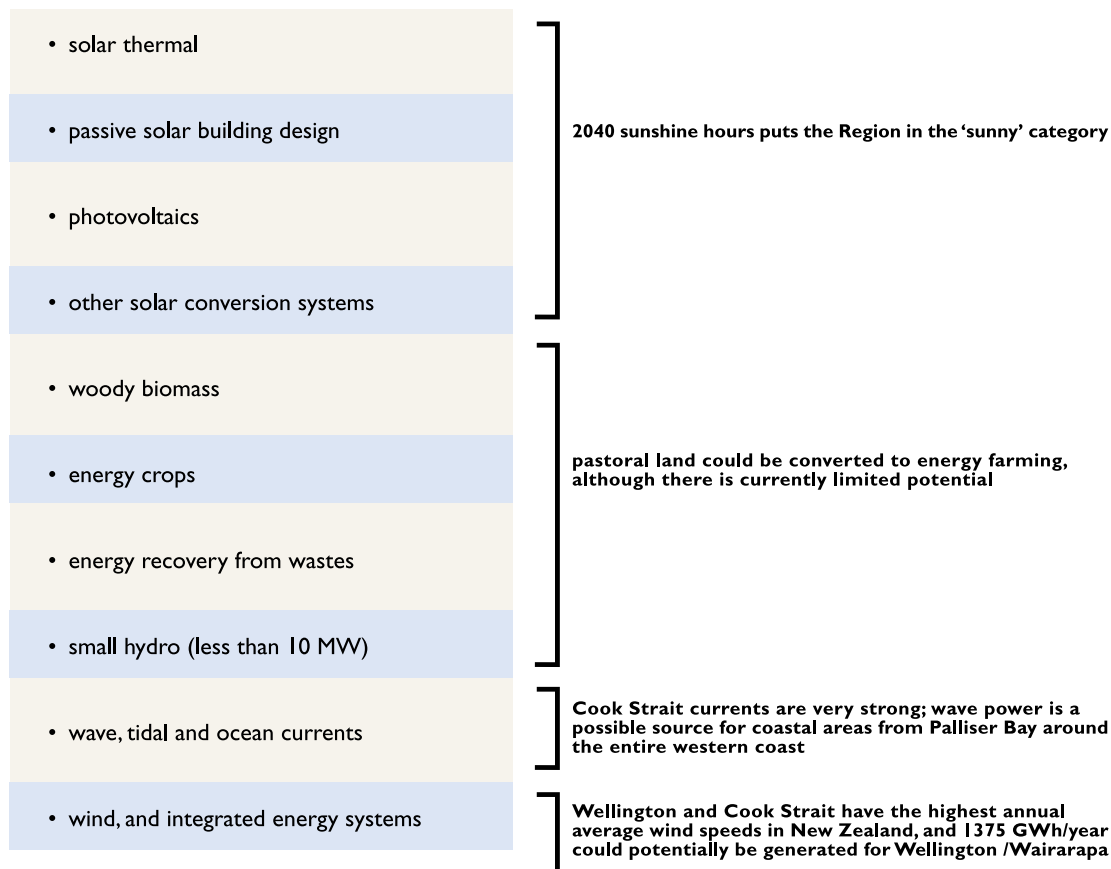 • solar thermal
• passive solar building design
2040 sunshine hours puts the Region in the ‘sunny’ category
• photovoltaics
• other solar conversion systems
• woody biomass
• energy crops
pastoral land could be converted to energy farming,
although there is currently limited potential
• energy recovery from wastes
• small hydro (less than 10 MW)
• wave, tidal and ocean currents
Cook Strait currents are very strong; wave power is a
possible source for coastal areas from Palliser Bay around
the entire western coast
• wind, and integrated energy systems
Wellington and Cook Strait have the highest annual
average wind speeds in New Zealand, and 1375 GWh/year
could potentially be generated for Wellington /Wairarapa